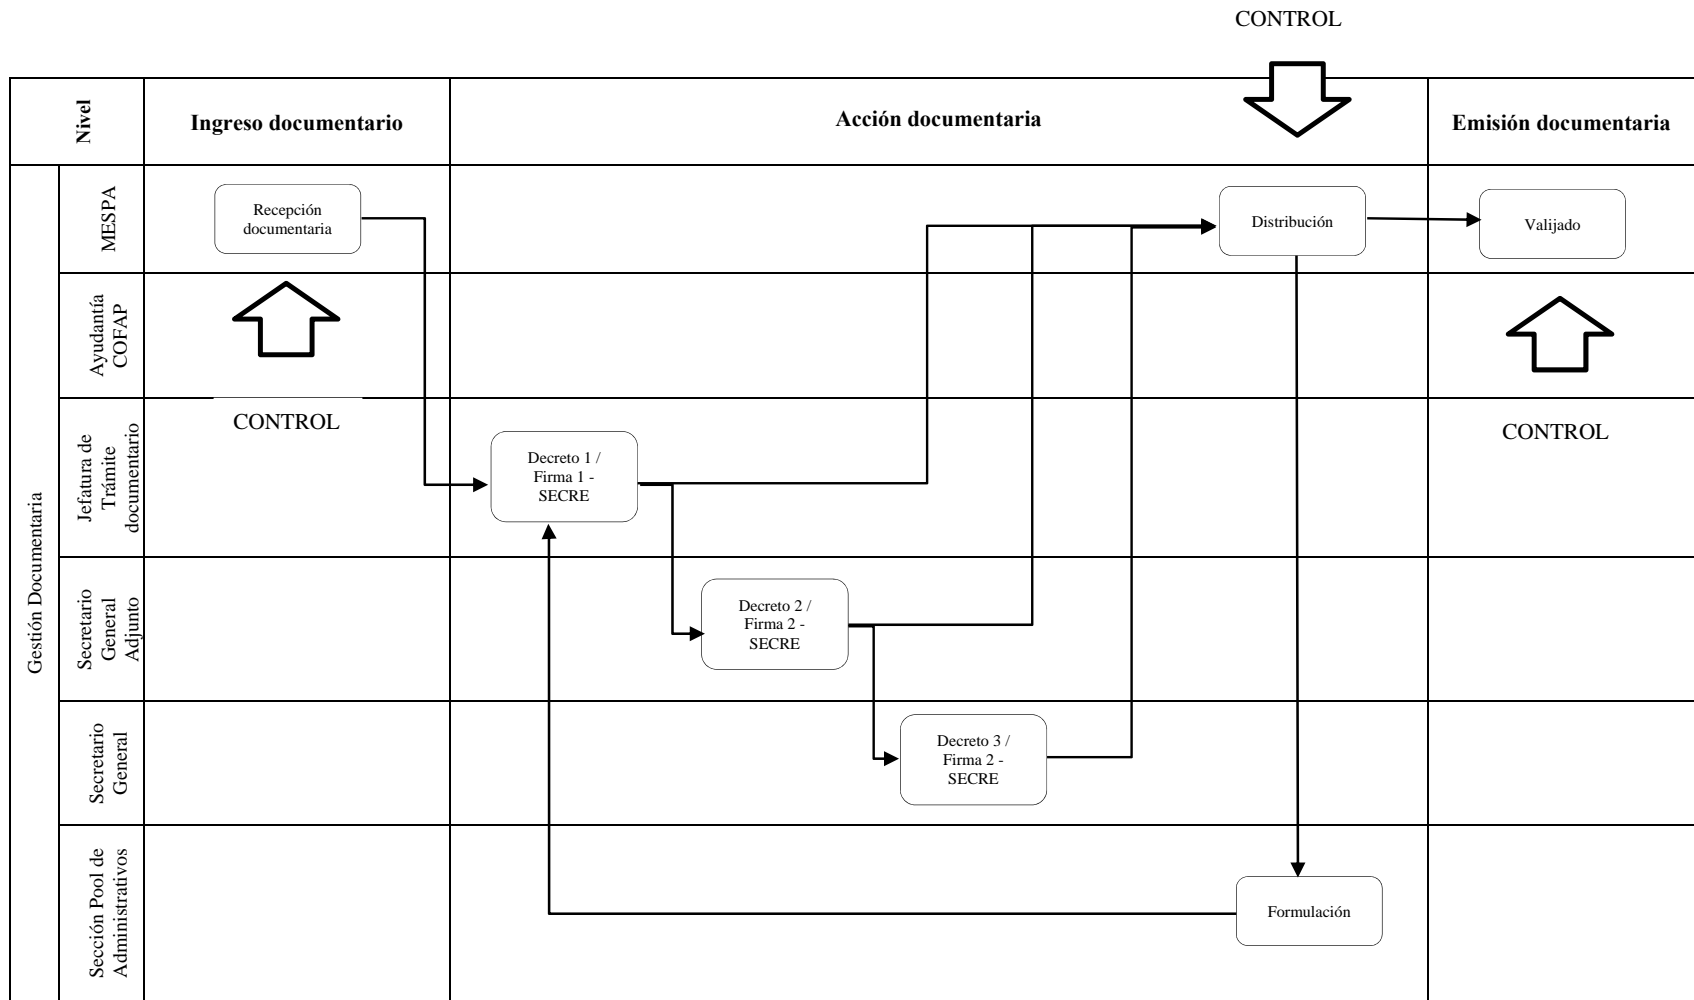 CONTROL
Nivel
Ingreso documentario
Acción documentaria
Emisión documentaria
Gestión Documentaria
MESPA
Recepción
documentaria
Distribución
Valijado
Ayudantía
COFAP
CONTROL
CONTROL
Jefatura de
Trámite
documentario
Decreto 1 /
Firma 1 -
SECRE
Secretario
General
Adjunto
Decreto 2 /
Firma 2 -
SECRE
Secretario
General
Decreto 3 /
Firma 2 -
SECRE
Sección Pool de
Administrativos
Formulación